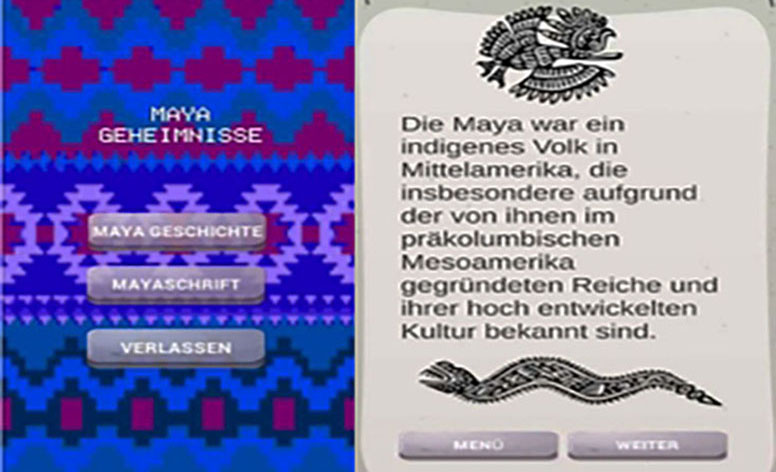 MAYA
GEHEIMNISSE
MAYA GESCHICHTE
MAYASCHRIFT
VERLASSEN
Die Maya war ein
indigenes Volk in
Mittelamerika, die
insbesondere aufgrund
der von ihnen im
präkolumbischen
Mesoamerika
gegründeten Reiche und
ihrer hoch entwickelten
Kultur bekannt sind.
MENÜ
WEITER